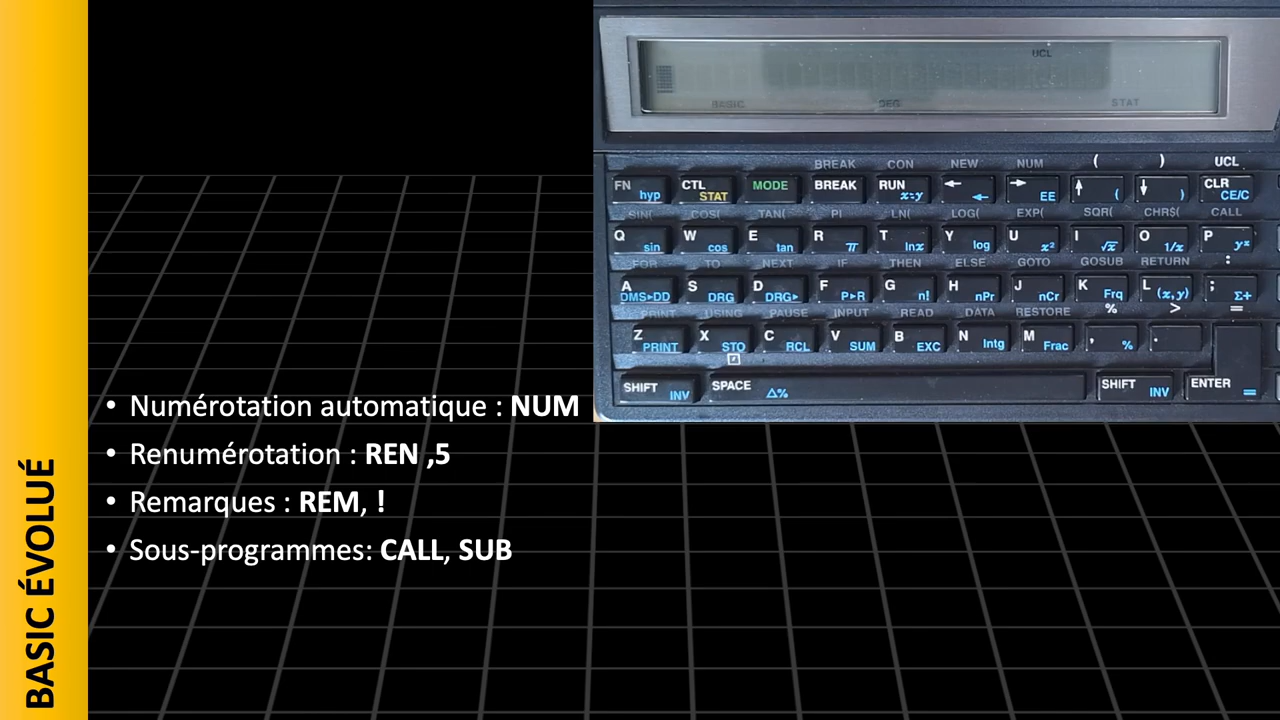 BASIC ÉVOLUÉ
• Numérotation automatique : NUM
• Renumérotation : REN ,5
• Remarques : REM, !
• Sous-programmes: CALL, SUB
UCL
BASIC DEG STAT
BREAK CON NEW NUM ( ) UCL
FN CTL MODE BREAK RUN ← → ↑ ↓ CLR
hyp STAT x⇄y ← EE ( ) CE/C
SIN( COS( TAN( PI LN( LOG( EXP( SQR( CHR$( CALL
Q W E R T Y U I O P
sin cos tan π lnx log x² √x 1/x yˣ
FOR TO NEXT IF THEN ELSE GOTO GOSUB RETURN :
A S D F G H J K L ;
DMS▸DD DRG DRG▸ P▸R n! nPr nCr Frq (x,y) Σ+
PRINT USING PAUSE INPUT READ DATA RESTORE % > =
Z X C V B N M , .
PRINT STO RCL SUM EXC Intg Frac %
SHIFT SPACE SHIFT ENTER
INV Δ% INV =